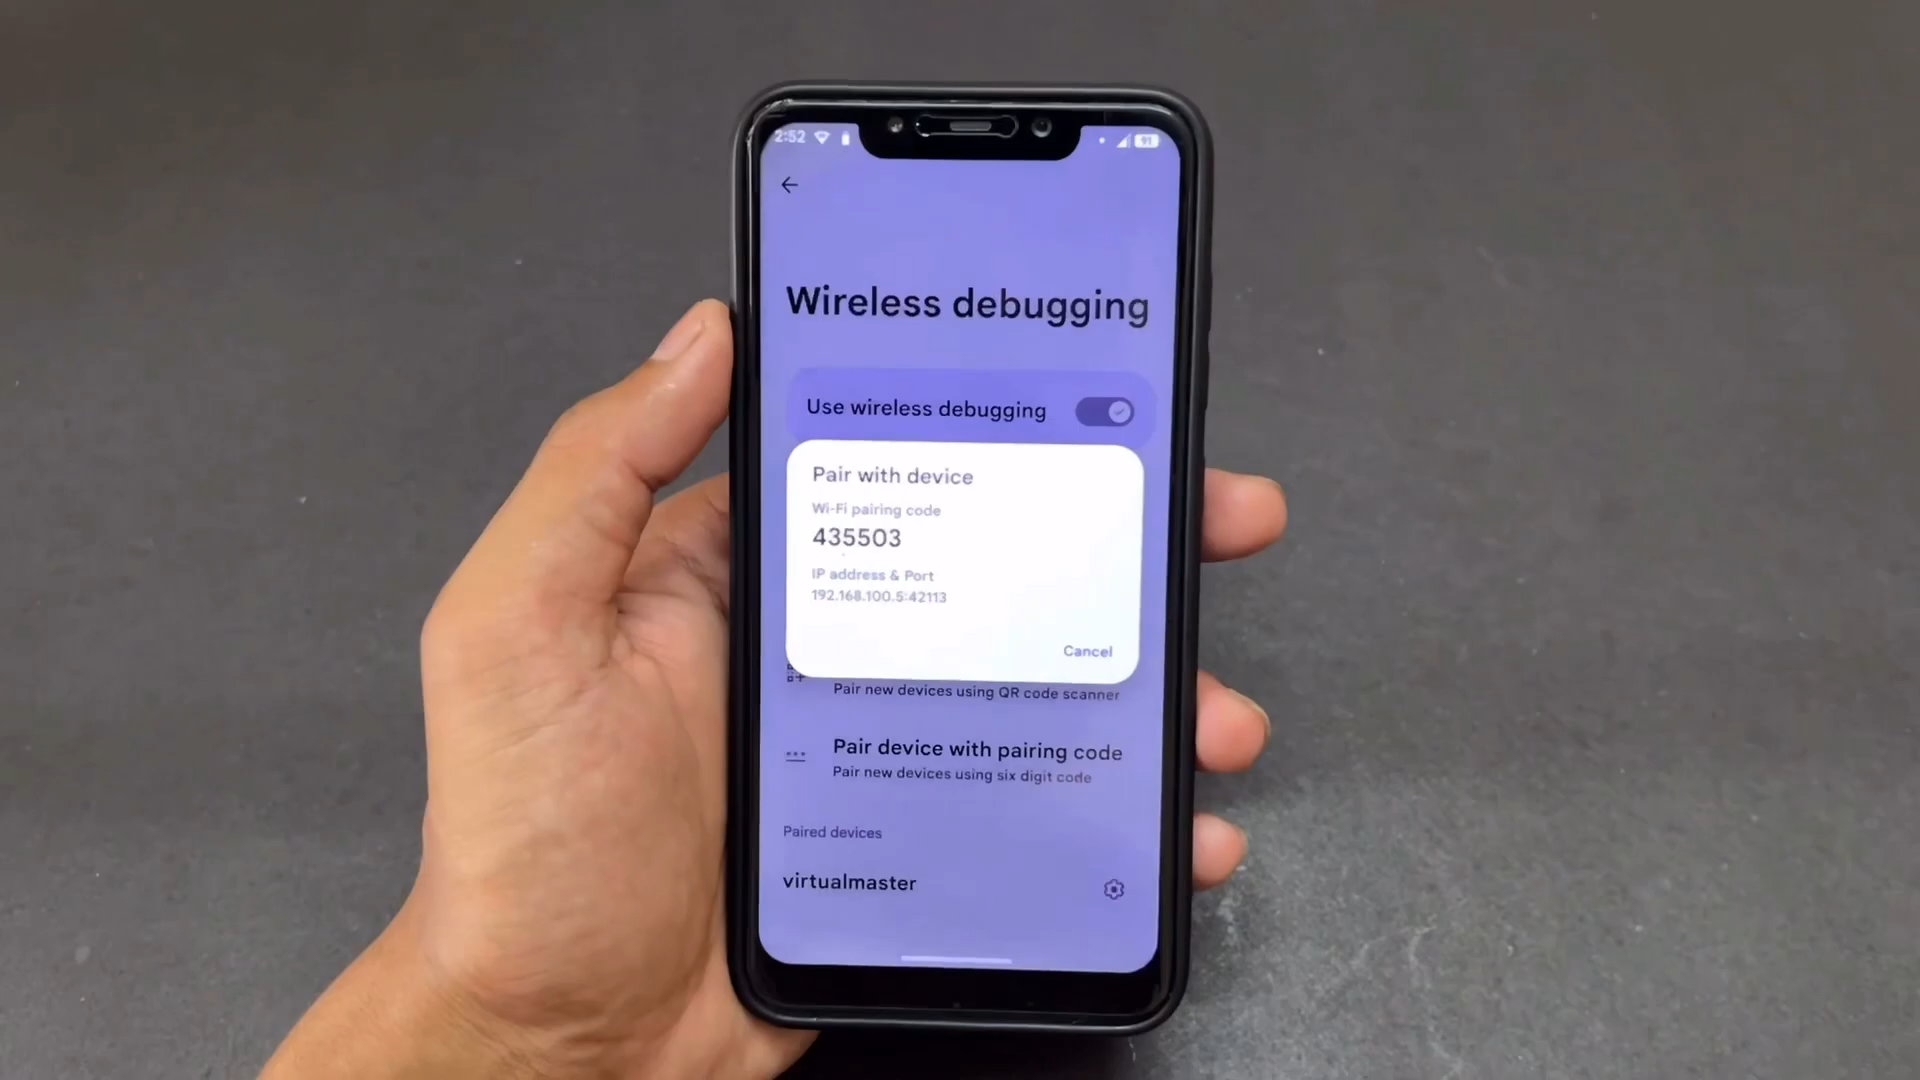 2:52
91
Wireless debugging
Use wireless debugging
Pair with device
Wi-Fi pairing code
435503
IP address & Port
192.168.100.5:42113
Cancel
Pair new devices using QR code scanner
Pair device with pairing code
Pair new devices using six digit code
Paired devices
virtualmaster